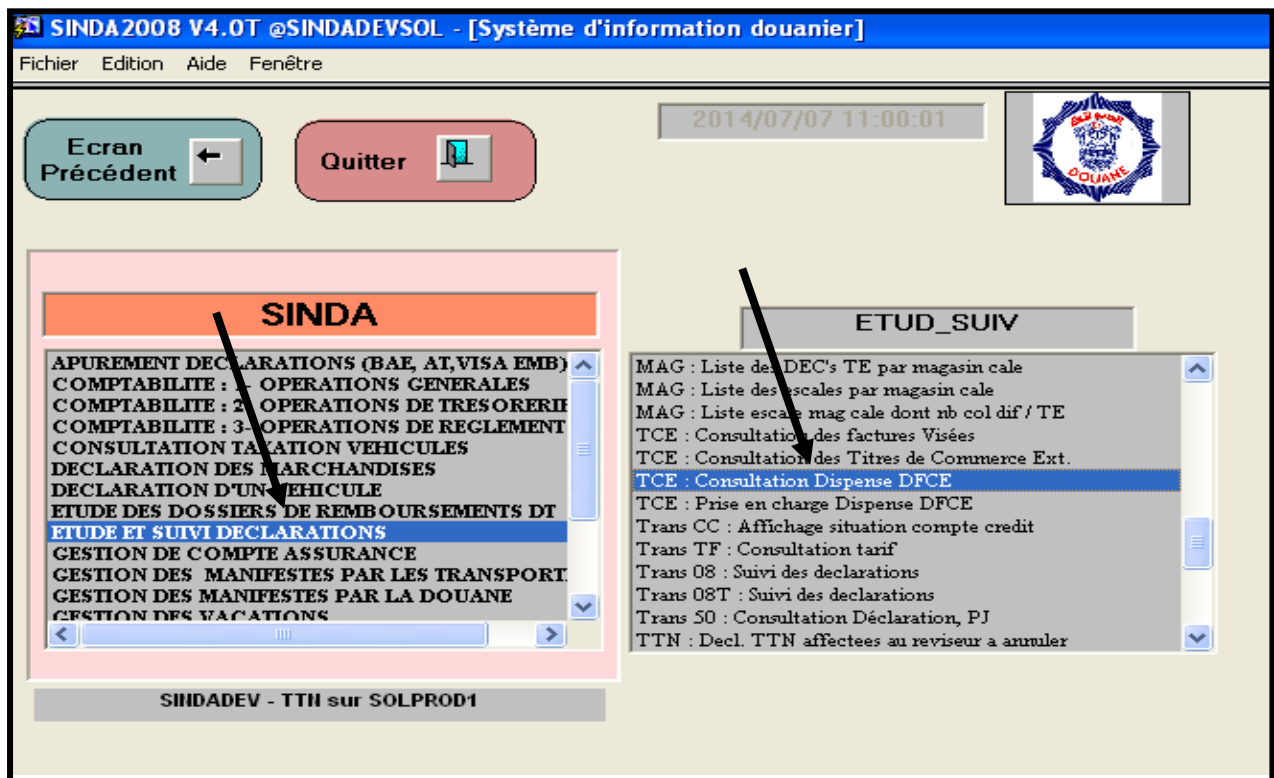 SINDA2008 V4.0T @SINDADEVSOL - [Système d'information douanier]
Fichier Edition Aide Fenêtre
2014/07/07 11:00:01
Ecran
Précédent
Quitter
DOUANE
SINDA
APUREMENT DECLARATIONS (BAE, AT,VISA EMB)
COMPTABILITE : 1- OPERATIONS GENERALES
COMPTABILITE : 2- OPERATIONS DE TRESORERIE
COMPTABILITE : 3- OPERATIONS DE REGLEMENT
CONSULTATION TAXATION VEHICULES
DECLARATION DES MARCHANDISES
DECLARATION D'UN VEHICULE
ETUDE DES DOSSIERS DE REMBOURSEMENTS DT
ETUDE ET SUIVI DECLARATIONS
GESTION DE COMPTE ASSURANCE
GESTION DES MANIFESTES PAR LES TRANSPORT
GESTION DES MANIFESTES PAR LA DOUANE
GESTION DES VACATIONS
SINDADEV - TTN sur SOLPROD1
ETUD_SUIV
MAG : Liste des DEC's TE par magasin cale
MAG : Liste des escales par magasin cale
MAG : Liste escale mag cale dont nb col dif / TE
TCE : Consultation des factures Visées
TCE : Consultation des Titres de Commerce Ext.
TCE : Consultation Dispense DFCE
TCE : Prise en charge Dispense DFCE
Trans CC : Affichage situation compte credit
Trans TF : Consultation tarif
Trans 08 : Suivi des declarations
Trans 08T : Suivi des declarations
Trans 50 : Consultation Déclaration, PJ
TTN : Decl. TTN affectees au reviseur a annuler